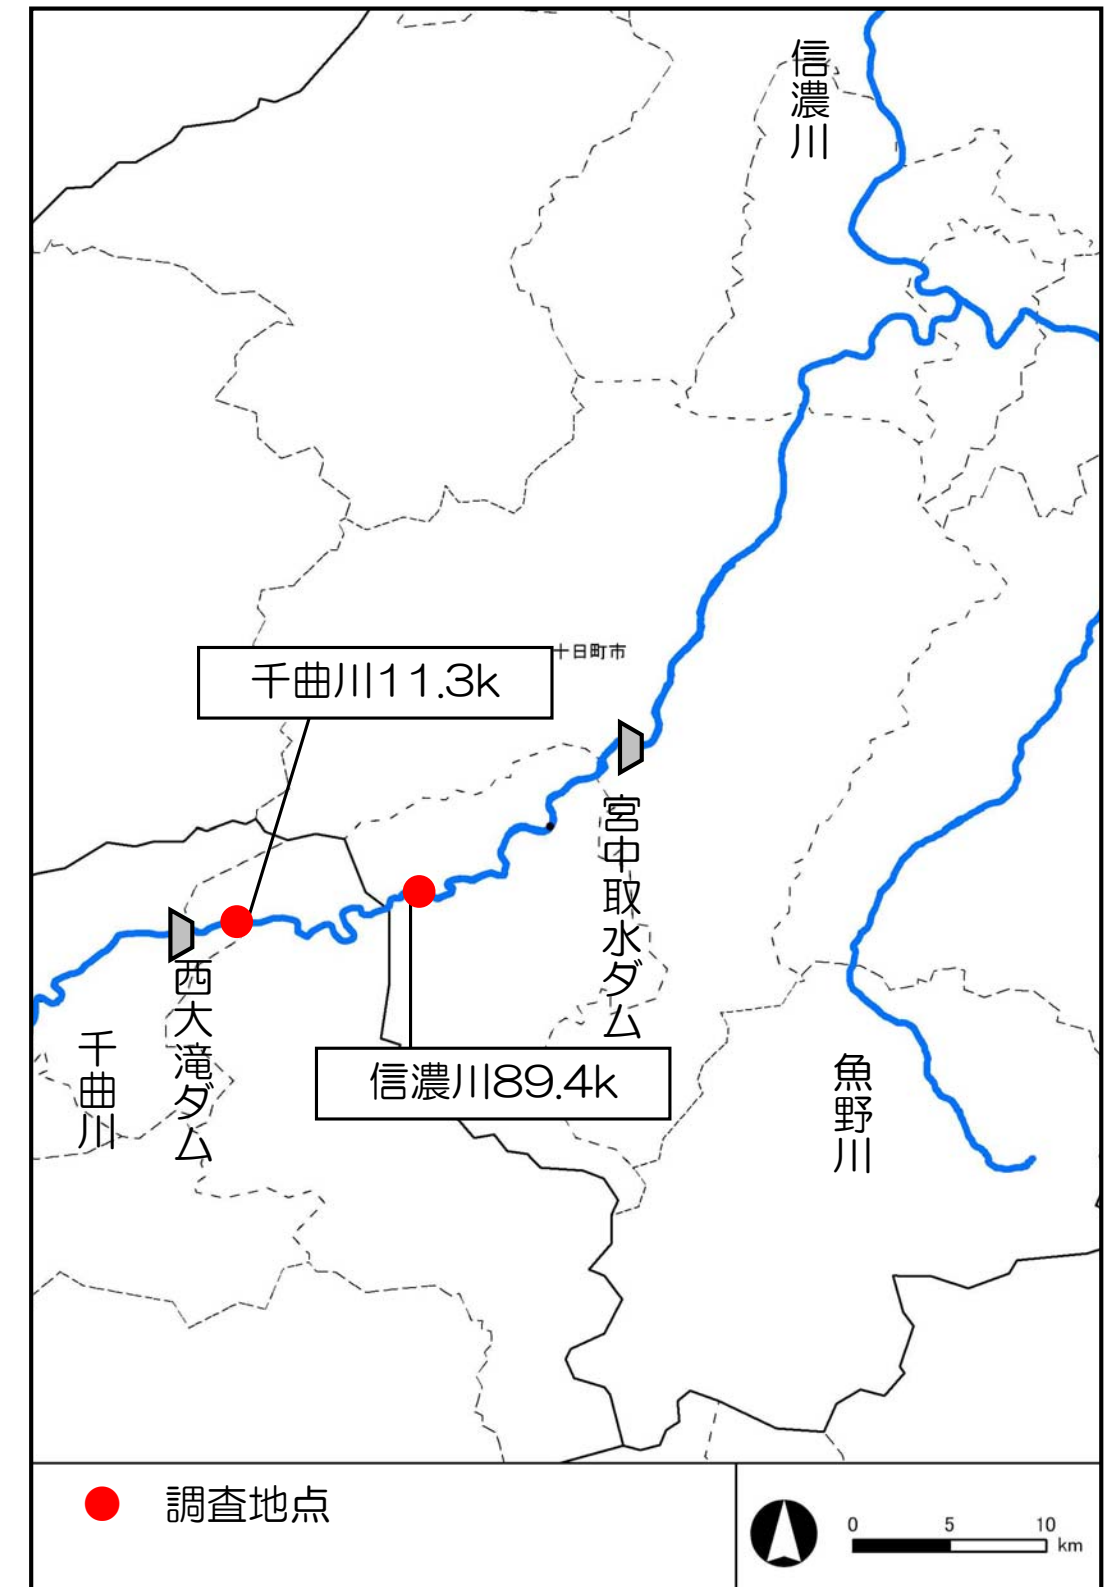 信濃川
十日町市
千曲川11.3k
宮中取水ダム
西大滝ダム
千曲川
信濃川89.4k
魚野川
調査地点
0 5 10
km